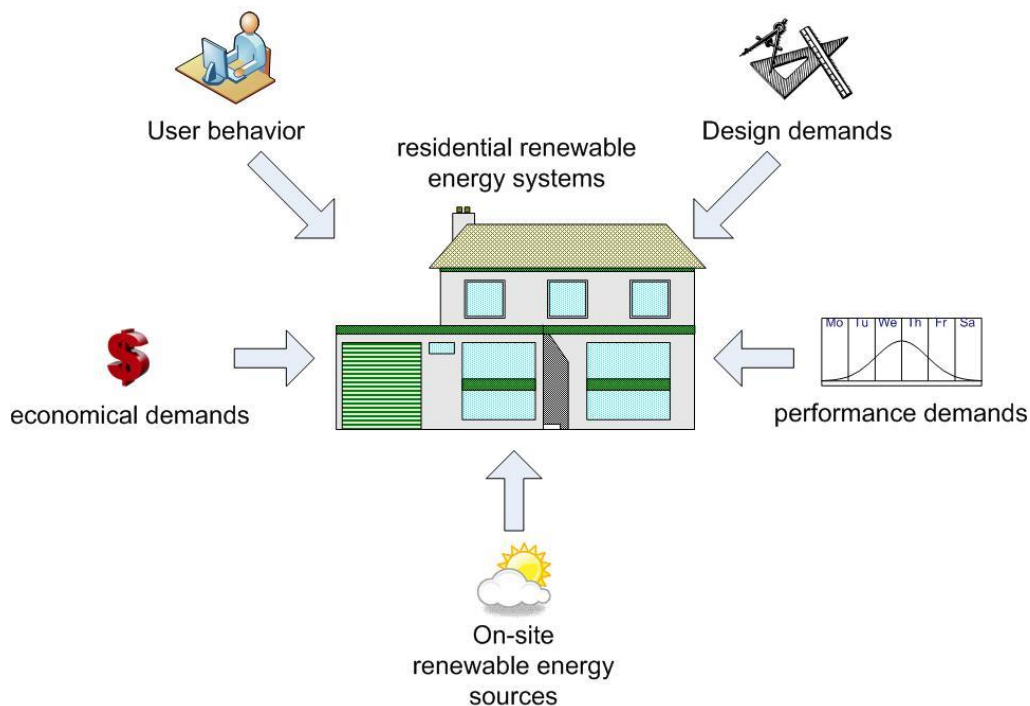 User behavior
Design demands
residential renewable
energy systems
Mo Tu We Th Fr Sa
$
economical demands
performance demands
On-site
renewable energy
sources